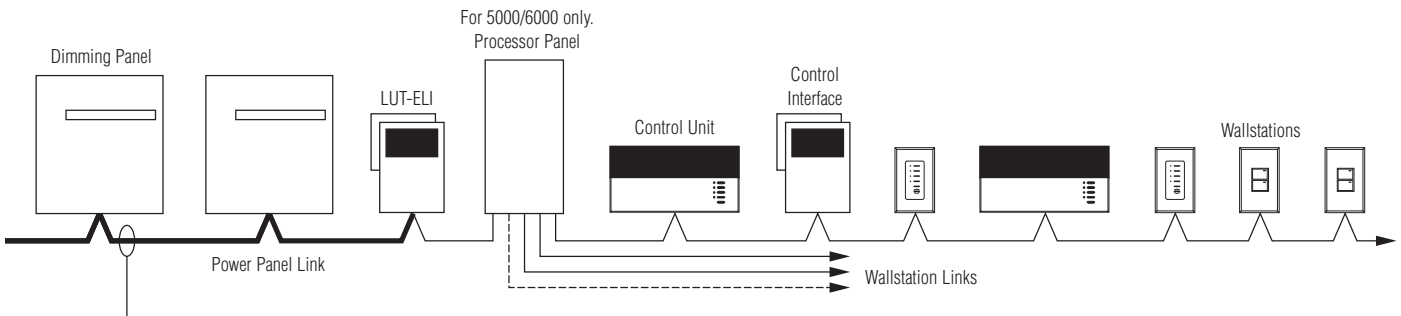 For 5000/6000 only.
Processor Panel
Dimming Panel
LUT-ELI
Control
Interface
Control Unit
Wallstations
Power Panel Link
Wallstation Links